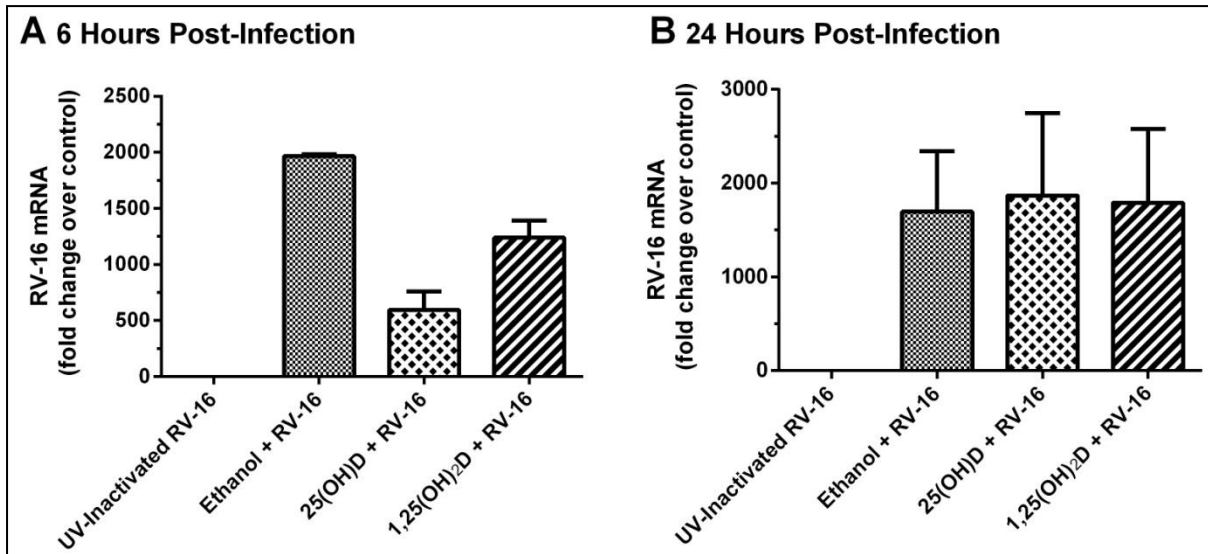 A 6 Hours Post-Infection
RV-16 mRNA
(fold change over control)
2500
2000
1500
1000
500
0
UV-Inactivated RV-16
Ethanol + RV-16
25(OH)D + RV-16
1,25(OH)₂D + RV-16
B 24 Hours Post-Infection
RV-16 mRNA
(fold change over control)
3000
2000
1000
0
UV-Inactivated RV-16
Ethanol + RV-16
25(OH)D + RV-16
1,25(OH)₂D + RV-16